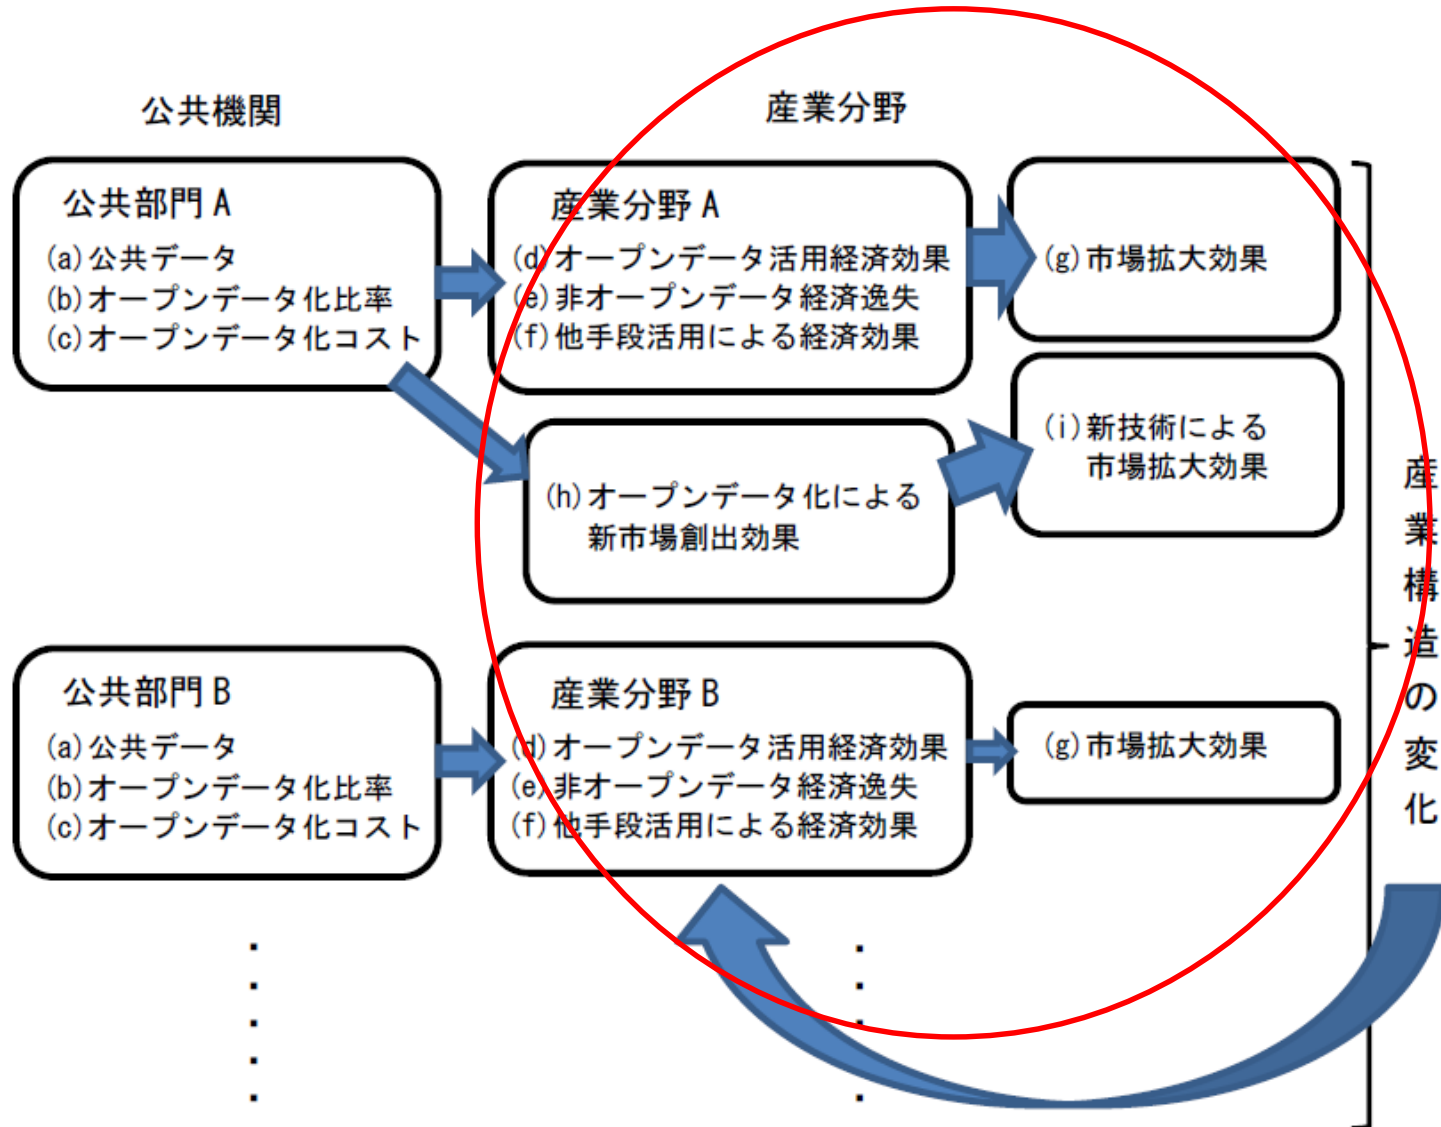 公共機関
産業分野
公共部門A
(a)公共データ
(b)オープンデータ化比率
(c)オープンデータ化コスト
産業分野A
(d)オープンデータ活用経済効果
(e)非オープンデータ経済逸失
(f)他手段活用による経済効果
(g)市場拡大効果
(h)オープンデータ化による
新市場創出効果
(i)新技術による
市場拡大効果
公共部門B
(a)公共データ
(b)オープンデータ化比率
(c)オープンデータ化コスト
産業分野B
(d)オープンデータ活用経済効果
(e)非オープンデータ経済逸失
(f)他手段活用による経済効果
(g)市場拡大効果
産業構造の変化